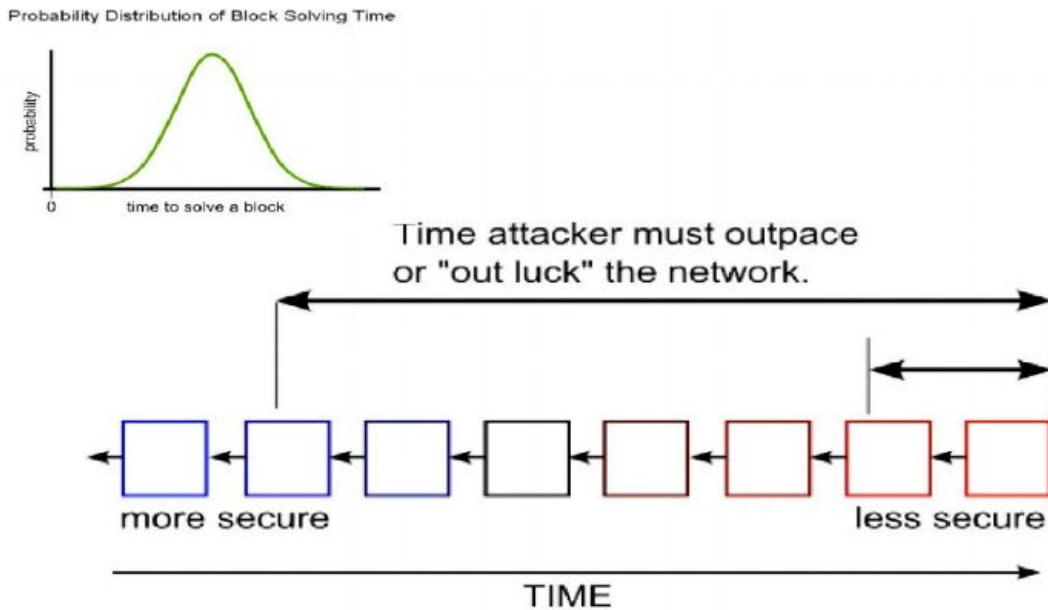 Probability Distribution of Block Solving Time
probability
0
time to solve a block
Time attacker must outpace
or "out luck" the network.
more secure
less secure
TIME